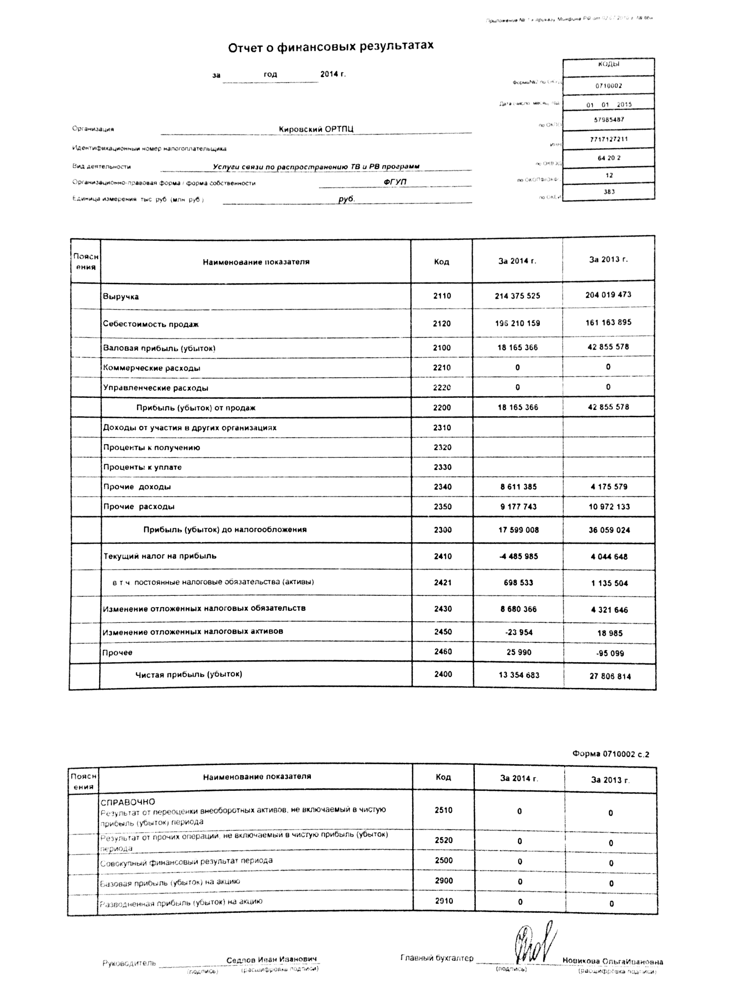 Приложение № 1 к приказу Минфина РФ от 02.07.2010 г. № 66н
Отчет о финансовых результатах
за год 2014 г.
КОДЫ
Форма№2 по ОКУД 0710002
Дата (число, месяц, год) 01 01 2015
Организация Кировский ОРТПЦ по ОКПО 57985487
Идентификационный номер налогоплательщика ИНН 7717127211
Вид деятельности Услуги связи по распространению ТВ и РВ программ по ОКВЭД 64 20 2
Организационно-правовая форма / форма собственности ФГУП по ОКОПФ/ОКФС 12
Единица измерения тыс руб (млн руб ) руб. по ОКЕИ 383
Поясн ения Наименование показателя Код За 2014 г. За 2013 г.
Выручка 2110 214 375 525 204 019 473
Себестоимость продаж 2120 196 210 159 161 163 895
Валовая прибыль (убыток) 2100 18 165 366 42 855 578
Коммерческие расходы 2210 0 0
Управленческие расходы 2220 0 0
Прибыль (убыток) от продаж 2200 18 165 366 42 855 578
Доходы от участия в других организациях 2310
Проценты к получению 2320
Проценты к уплате 2330
Прочие доходы 2340 8 611 385 4 175 579
Прочие расходы 2350 9 177 743 10 972 133
Прибыль (убыток) до налогообложения 2300 17 599 008 36 059 024
Текущий налог на прибыль 2410 -4 485 985 4 044 648
в т.ч. постоянные налоговые обязательства (активы) 2421 698 533 1 135 504
Изменение отложенных налоговых обязательств 2430 8 680 366 4 321 646
Изменение отложенных налоговых активов 2450 -23 954 18 985
Прочее 2460 25 990 -95 099
Чистая прибыль (убыток) 2400 13 354 683 27 806 814
Форма 0710002 с.2
Поясн ения Наименование показателя Код За 2014 г. За 2013 г.
СПРАВОЧНО
Результат от переоценки внеоборотных активов, не включаемый в чистую
прибыль (убыток) периода 2510 0 0
Результат от прочих операций, не включаемый в чистую прибыль (убыток)
периода 2520 0 0
Совокупный финансовый результат периода 2500 0 0
Базовая прибыль (убыток) на акцию 2900 0 0
Разводненная прибыль (убыток) на акцию 2910 0 0
Руководитель Седлов Иван Иванович Главный бухгалтер Новикова ОльгаИвановна
(подпись) (расшифровка подписи) (подпись) (расшифровка подписи)